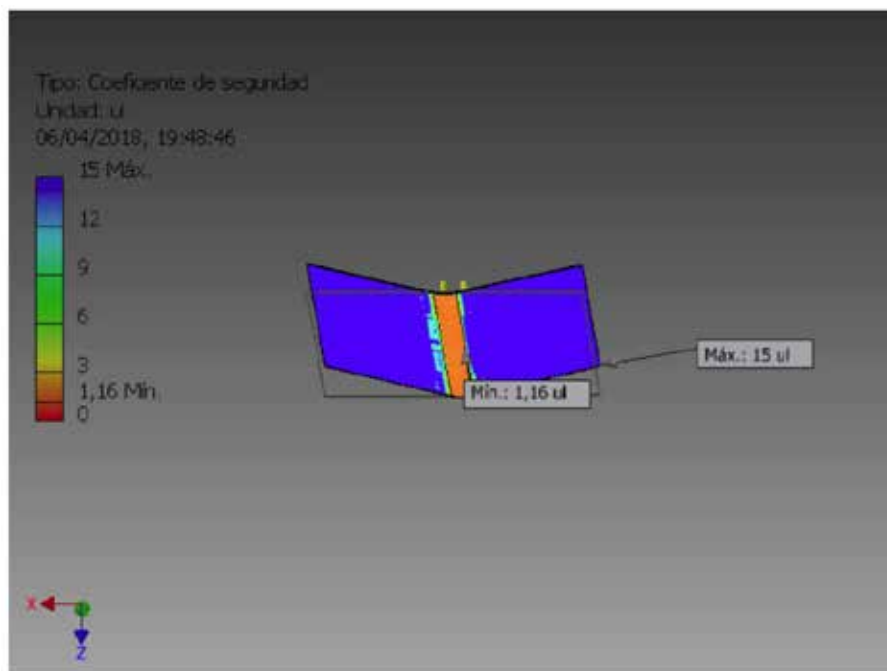 Tipo: Coeficente de seguridad
Unidad: ul
06/04/2018, 19:48:46
15 Máx.
12
9
6
3
1,16 Mín.
0
Máx.: 15 ul
Mín.: 1,16 ul
X
Z